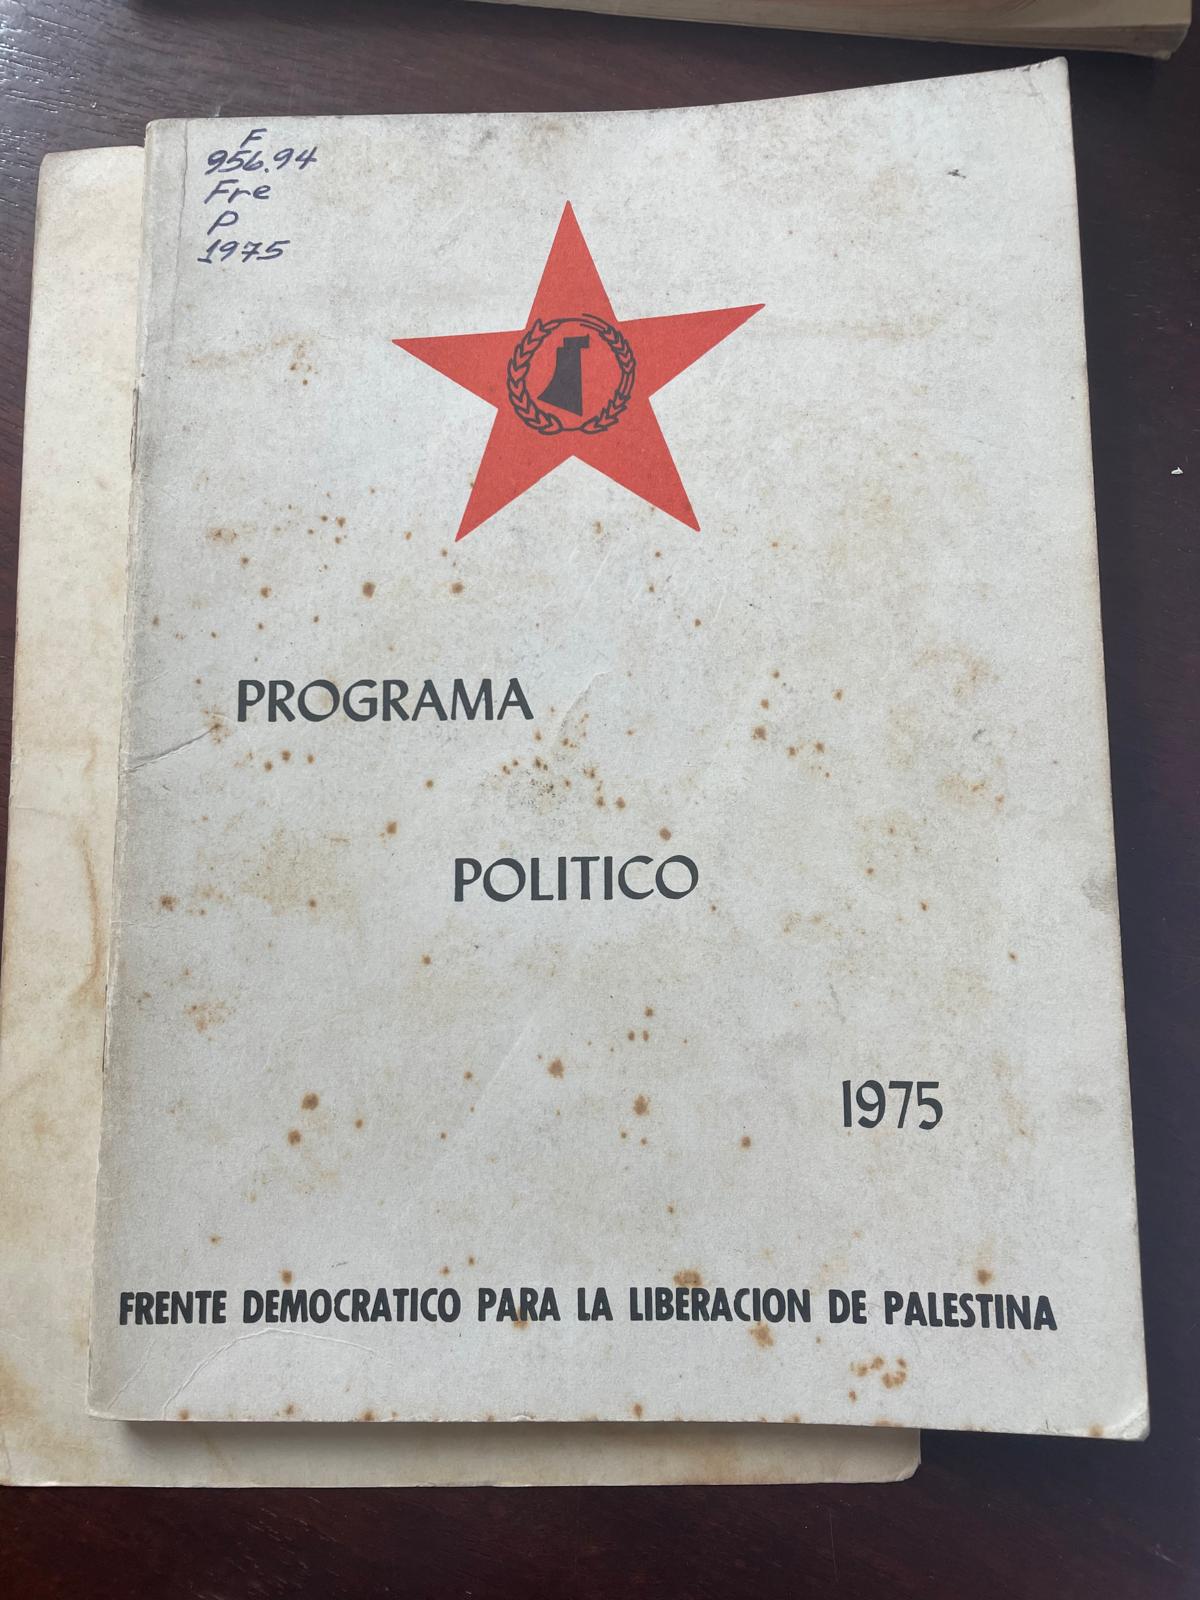 F
956.94
Fre
P
1975
PROGRAMA
POLITICO
1975
FRENTE DEMOCRATICO PARA LA LIBERACION DE PALESTINA